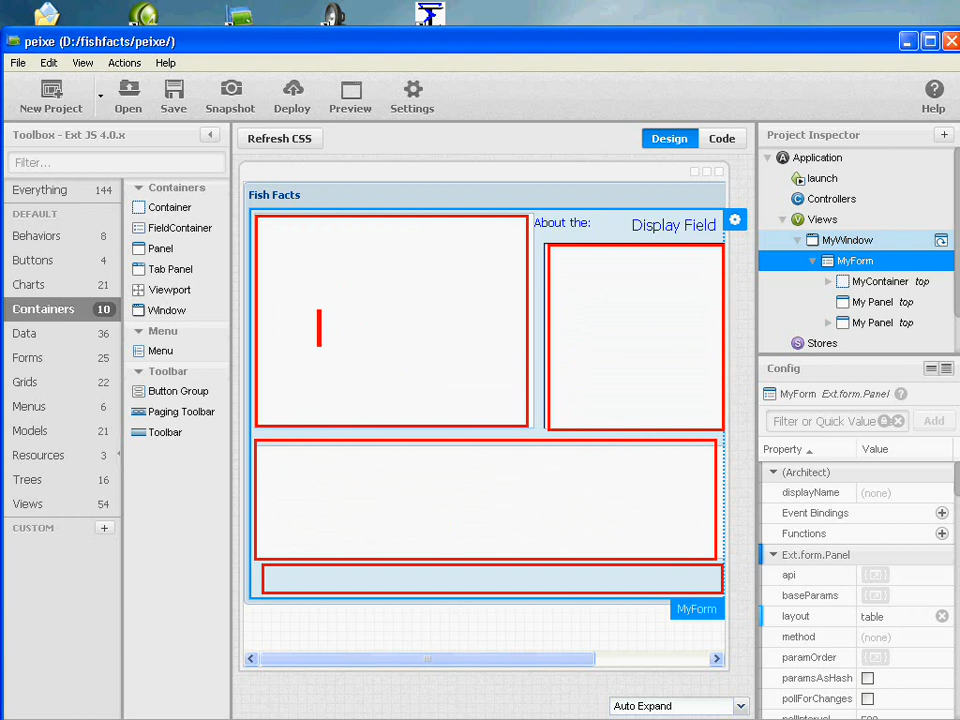 peixe (D:/fishfacts/peixe/)
File Edit View Actions Help
New Project Open Save Snapshot Deploy Preview Settings Help
Toolbox - Ext JS 4.0.x
Filter...
Everything 144
DEFAULT
Behaviors 8
Buttons 4
Charts 21
Containers 10
Data 36
Forms 25
Grids 22
Menus 6
Models 21
Resources 3
Trees 16
Views 54
CUSTOM
Containers
Container
FieldContainer
Panel
Tab Panel
Viewport
Window
Menu
Menu
Toolbar
Button Group
Paging Toolbar
Toolbar
Refresh CSS
Design Code
Fish Facts
About the: Display Field
MyForm
Auto Expand
Project Inspector
Application
launch
Controllers
Views
MyWindow
MyForm
MyContainer top
My Panel top
My Panel top
Stores
Config
MyForm Ext.form.Panel
Filter or Quick Value Add
Property Value
(Architect)
displayName (none)
Event Bindings
Functions
Ext.form.Panel
api
baseParams
layout table
method (none)
paramOrder
paramsAsHash
pollForChanges